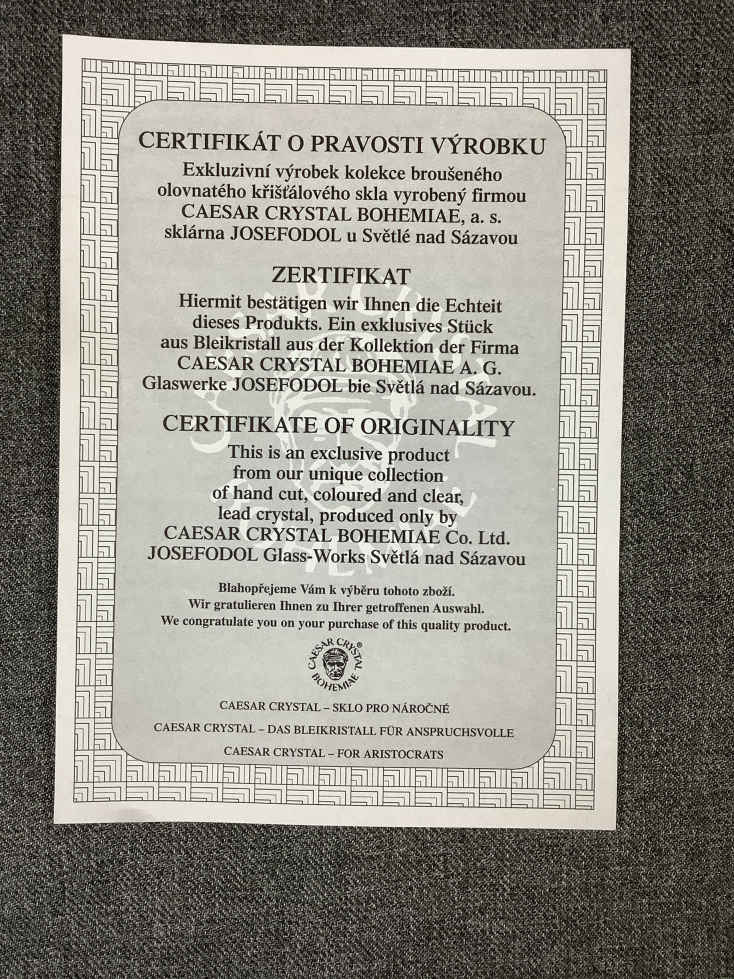 CERTIFIKÁT O PRAVOSTI VÝROBKU
Exkluzivní výrobek kolekce broušeného
olovnatého křišťálového skla vyrobený firmou
CAESAR CRYSTAL BOHEMIAE, a. s.
sklárna JOSEFODOL u Světlé nad Sázavou
ZERTIFIKAT
Hiermit bestätigen wir Ihnen die Echteit
dieses Produkts. Ein exklusives Stück
aus Bleikristall aus der Kollektion der Firma
CAESAR CRYSTAL BOHEMIAE A. G.
Glaswerke JOSEFODOL bie Světlá nad Sázavou.
CERTIFIKATE OF ORIGINALITY
This is an exclusive product
from our unique collection
of hand cut, coloured and clear,
lead crystal, produced only by
CAESAR CRYSTAL BOHEMIAE Co. Ltd.
JOSEFODOL Glass-Works Světlá nad Sázavou
Blahopřejeme Vám k výběru tohoto zboží.
Wir gratulieren Ihnen zu Ihrer getroffenen Auswahl.
We congratulate you on your purchase of this quality product.
CAESAR CRYSTAL ®
BOHEMIAE
CAESAR CRYSTAL – SKLO PRO NÁROČNÉ
CAESAR CRYSTAL – DAS BLEIKRISTALL FÜR ANSPRUCHSVOLLE
CAESAR CRYSTAL – FOR ARISTOCRATS